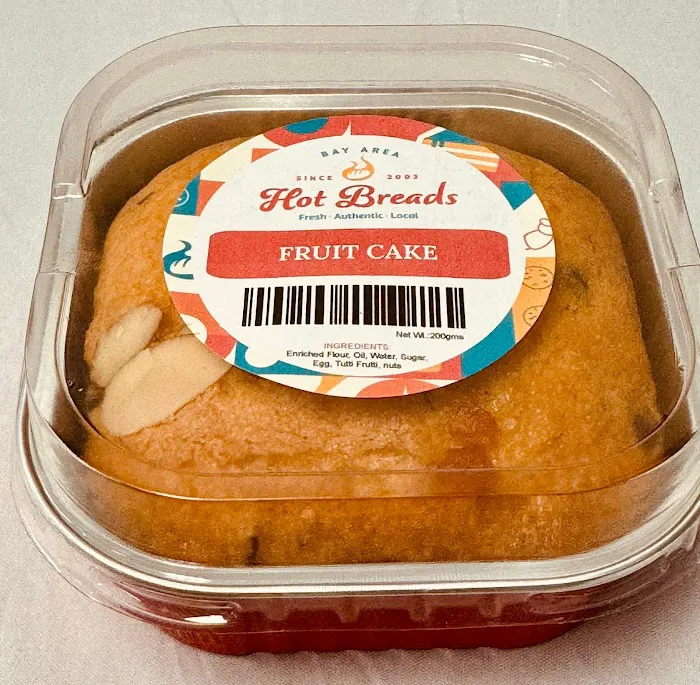 BAY AREA
SINCE 2003
Hot Breads
Fresh · Authentic · Local
FRUIT CAKE
Net Wt.:200gms
INGREDIENTS:
Enriched Flour, Oil, Water, Sugar,
Egg, Tutti Frutti, nuts